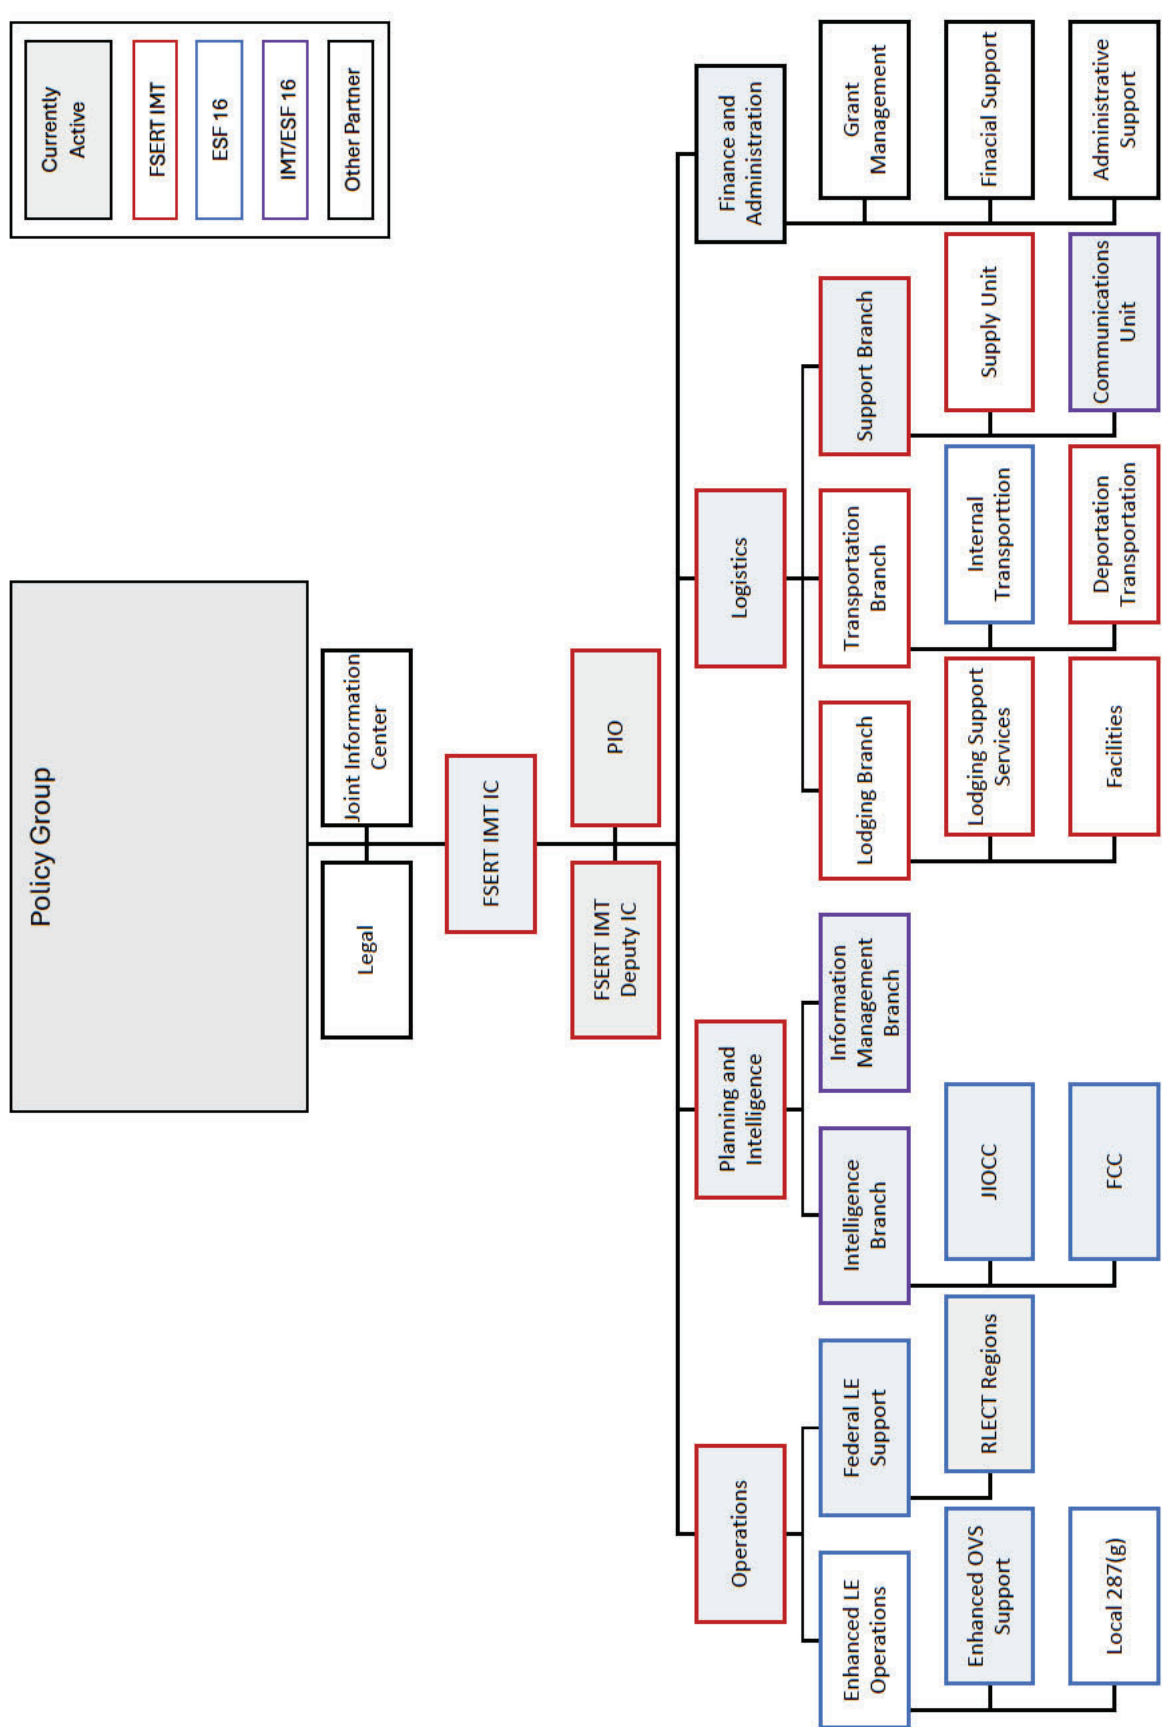 Policy Group
Currently
Active
FSERT IMT
ESF 16
IMT/ESF 16
Other Partner
Legal
Joint Information
Center
FSERT IMT IC
FSERT IMT
Deputy IC
PIO
Operations
Planning and
Intelligence
Logistics
Finance and
Administration
Enhanced LE
Operations
Federal LE
Support
Intelligence
Branch
Information
Management
Branch
Lodging Branch
Transportation
Branch
Support Branch
Grant
Management
Enhanced OVS
Support
RLECT Regions
JIOCC
Lodging Support
Services
Internal
Transporttion
Supply Unit
Finacial Support
Local 287(g)
FCC
Facilities
Deportation
Transportation
Communications
Unit
Administrative
Support